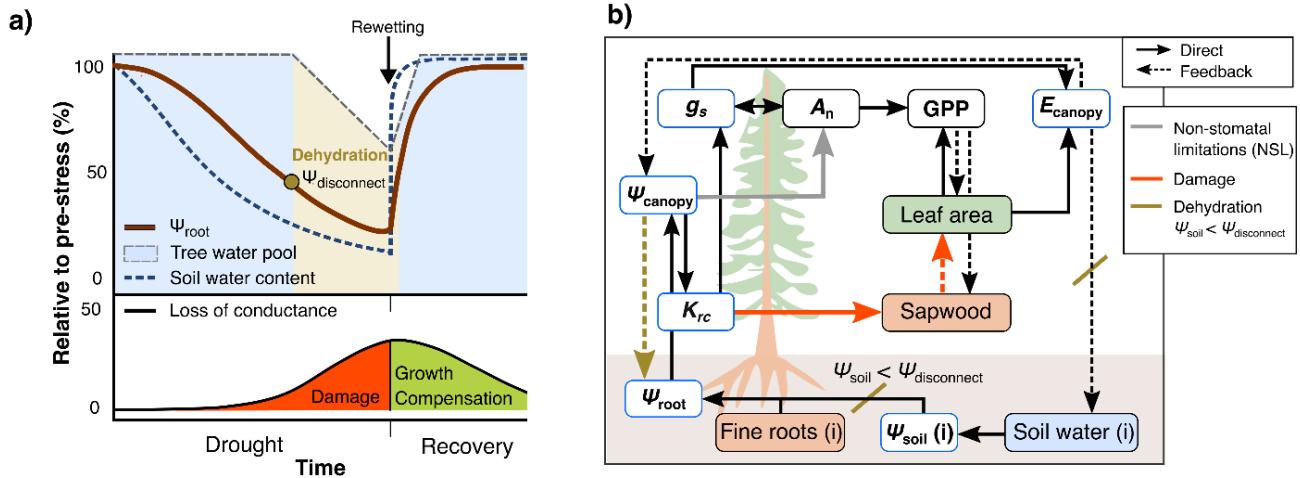 a)
Rewetting
Relative to pre-stress (%)
100
50
0
Dehydration
Ψdisconnect
Ψroot
Tree water pool
Soil water content
50
0
Loss of conductance
Damage
Growth
Compensation
Drought
Recovery
Time
b)
Direct
Feedback
Non-stomatal
limitations (NSL)
Damage
Dehydration
Ψsoil < Ψdisconnect
gs
An
GPP
Ecanopy
Ψcanopy
Leaf area
Krc
Sapwood
Ψsoil < Ψdisconnect
Ψroot
Fine roots (i)
Ψsoil (i)
Soil water (i)